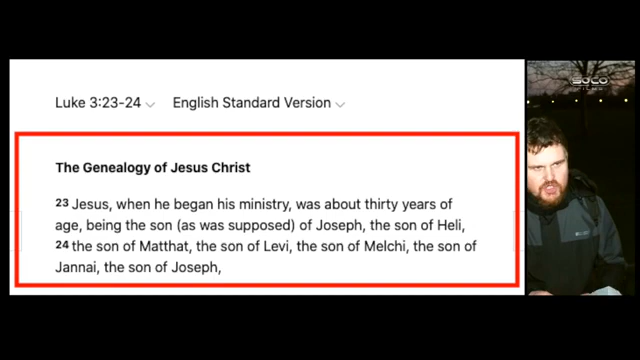 SOCO
FILMS
Luke 3:23-24 English Standard Version
The Genealogy of Jesus Christ
23 Jesus, when he began his ministry, was about thirty years of
age, being the son (as was supposed) of Joseph, the son of Heli,
24 the son of Matthat, the son of Levi, the son of Melchi, the son of
Jannai, the son of Joseph,